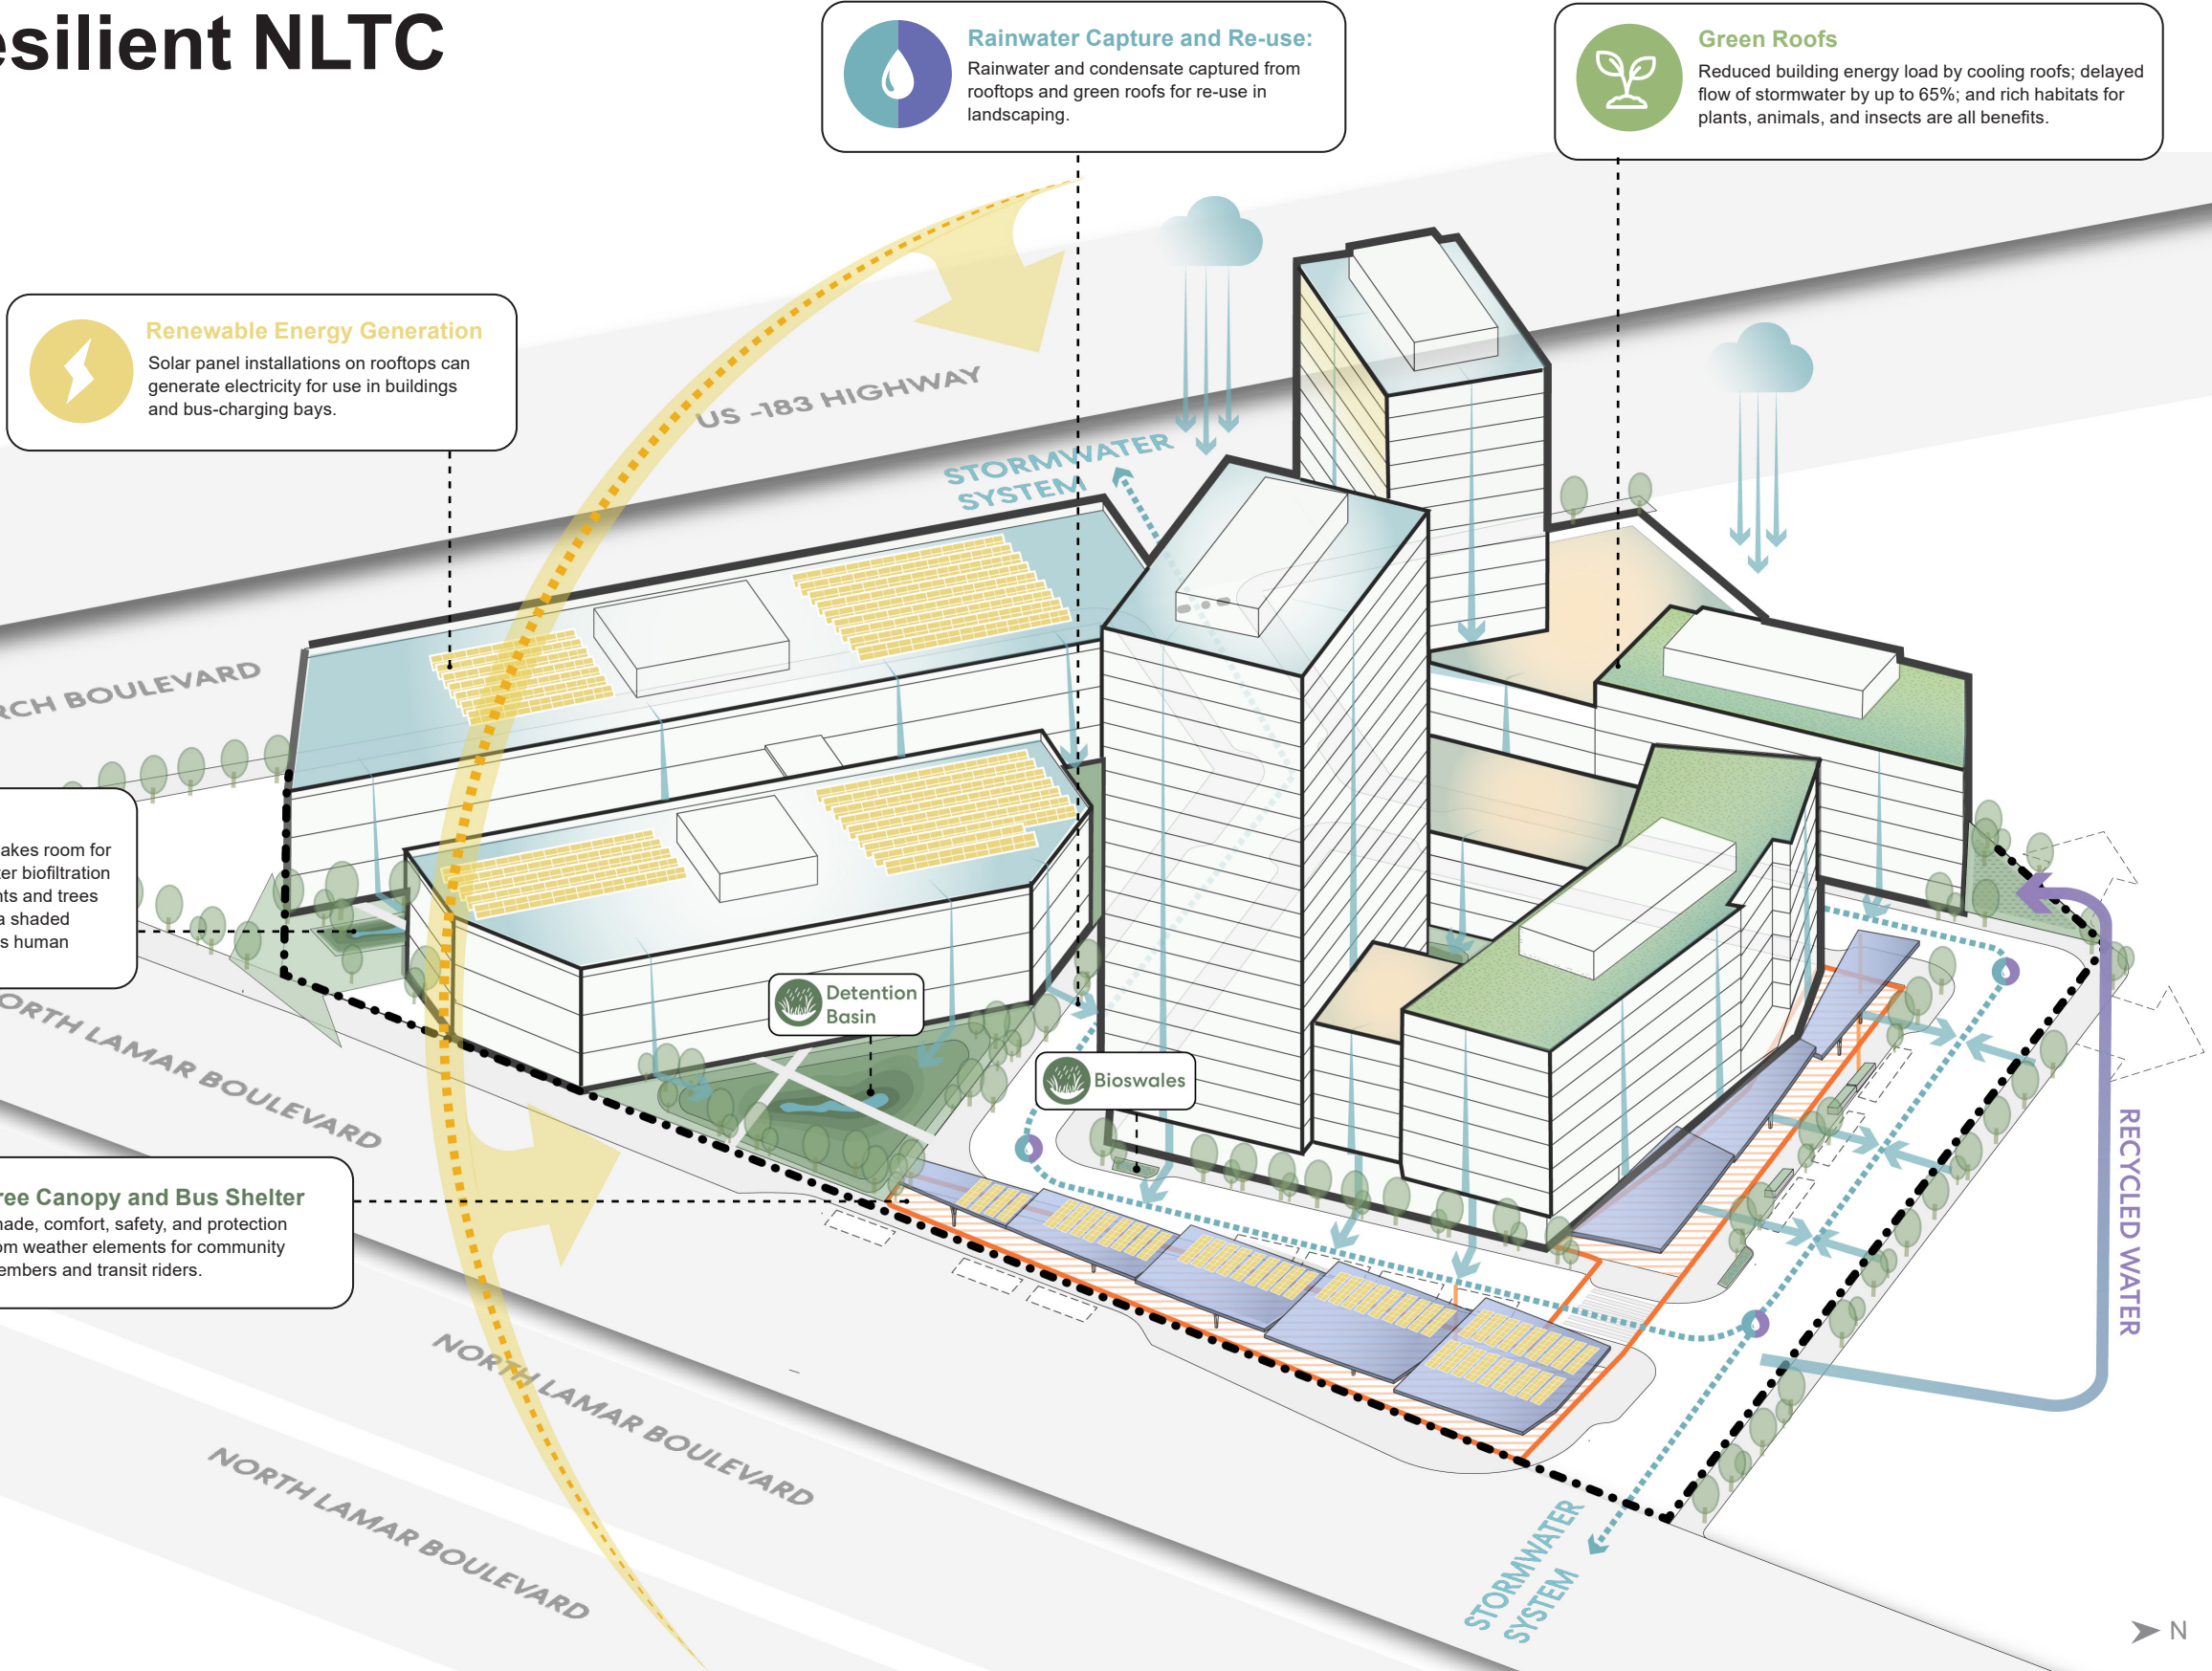 esilient NLTC
Rainwater Capture and Re-use:
Rainwater and condensate captured from
rooftops and green roofs for re-use in
landscaping.
Green Roofs
Reduced building energy load by cooling roofs; delayed
flow of stormwater by up to 65%; and rich habitats for
plants, animals, and insects are all benefits.
Renewable Energy Generation
Solar panel installations on rooftops can
generate electricity for use in buildings
and bus-charging bays.
US -183 HIGHWAY
STORMWATER
SYSTEM
RCH BOULEVARD
akes room for
ter biofiltration
nts and trees
a shaded
s human
ORTH LAMAR BOULEVARD
Detention
Basin
Bioswales
ree Canopy and Bus Shelter
hade, comfort, safety, and protection
om weather elements for community
embers and transit riders.
RECYCLED WATER
NORTH LAMAR BOULEVARD
NORTH LAMAR BOULEVARD
STORMWATER
SYSTEM
N